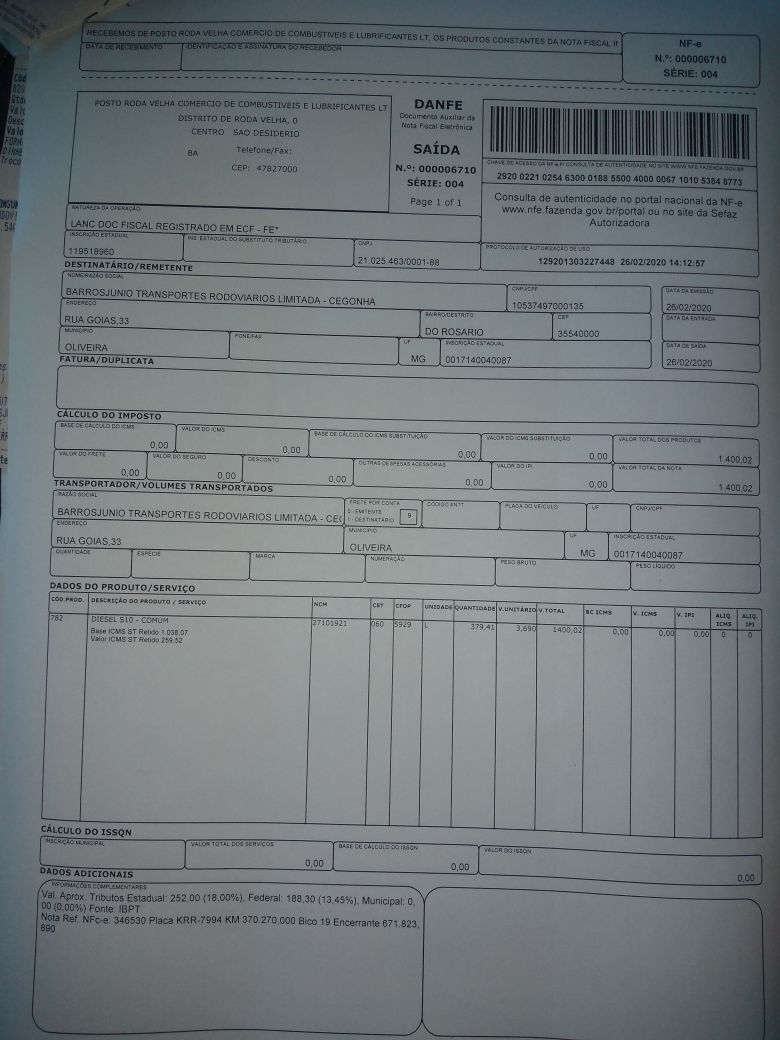 RECEBEMOS DE POSTO RODA VELHA COMERCIO DE COMBUSTIVEIS E LUBRIFICANTES LT, OS PRODUTOS CONSTANTES DA NOTA FISCAL II
DATA DE RECEBIMENTO
IDENTIFICAÇÃO E ASSINATURA DO RECEBEDOR
NF-e
N.º: 000006710
SÉRIE: 004
POSTO RODA VELHA COMERCIO DE COMBUSTIVEIS E LUBRIFICANTES LT
DISTRITO DE RODA VELHA, 0
CENTRO SAO DESIDERIO
BA Telefone/Fax:
CEP: 47827000
DANFE
Documento Auxiliar da
Nota Fiscal Eletrônica
SAÍDA
N.º: 000006710
SÉRIE: 004
Page 1 of 1
CHAVE DE ACESSO DA NF-e P/ CONSULTA DE AUTENTICIDADE NO SITE WWW.NFE.FAZENDA.GOV.BR
2920 0221 0254 6300 0188 5500 4000 0067 1010 5384 8773
Consulta de autenticidade no portal nacional da NF-e
www.nfe.fazenda.gov.br/portal ou no site da Sefaz
Autorizadora
NATUREZA DA OPERAÇÃO
LANC DOC FISCAL REGISTRADO EM ECF - FE*
PROTOCOLO DE AUTORIZAÇÃO DE USO
129201303227448 26/02/2020 14:12:57
INSCRIÇÃO ESTADUAL
119518960
INS. ESTADUAL DO SUBSTITUTO TRIBUTÁRIO
CNPJ
21.025.463/0001-88
DESTINATÁRIO/REMETENTE
NOME/RAZÃO SOCIAL
BARROSJUNIO TRANSPORTES RODOVIARIOS LIMITADA - CEGONHA
CNPJ/CPF
10537497000135
DATA DA EMISSÃO
26/02/2020
ENDEREÇO
RUA GOIAS,33
BAIRRO/DISTRITO
DO ROSARIO
CEP
35540000
DATA DA ENTRADA
MUNICÍPIO
OLIVEIRA
FONE/FAX
UF
MG
INSCRIÇÃO ESTADUAL
0017140040087
DATA DE SAÍDA
26/02/2020
FATURA/DUPLICATA
CÁLCULO DO IMPOSTO
BASE DE CÁLCULO DO ICMS
0,00
VALOR DO ICMS
0,00
BASE DE CÁLCULO DO ICMS SUBSTITUIÇÃO
0,00
VALOR DO ICMS SUBSTITUIÇÃO
0,00
VALOR TOTAL DOS PRODUTOS
1.400,02
VALOR DO FRETE
0,00
VALOR DO SEGURO
0,00
DESCONTO
0,00
OUTRAS DESPESAS ACESSÓRIAS
0,00
VALOR DO IPI
0,00
VALOR TOTAL DA NOTA
1.400,02
TRANSPORTADOR/VOLUMES TRANSPORTADOS
RAZÃO SOCIAL
BARROSJUNIO TRANSPORTES RODOVIARIOS LIMITADA - CE
FRETE POR CONTA
0 - EMITENTE
1 - DESTINATÁRIO
9
CÓDIGO ANTT
PLACA DO VEÍCULO
UF
CNPJ/CPF
ENDEREÇO
RUA GOIAS,33
MUNICÍPIO
OLIVEIRA
UF
MG
INSCRIÇÃO ESTADUAL
0017140040087
QUANTIDADE
ESPÉCIE
MARCA
NUMERAÇÃO
PESO BRUTO
PESO LÍQUIDO
DADOS DO PRODUTO/SERVIÇO
CÓD.PROD. DESCRIÇÃO DO PRODUTO / SERVIÇO NCM CST CFOP UNIDADE QUANTIDADE V.UNITÁRIO V.TOTAL BC ICMS V. ICMS V. IPI ALIQ. ICMS ALIQ. IPI
782 DIESEL S10 - COMUM 27101921 060 5929 L 379,41 3,690 1400,02 0,00 0,00 0,00 0 0
Base ICMS ST Retido 1.038,07
Valor ICMS ST Retido 259,52
CÁLCULO DO ISSQN
INSCRIÇÃO MUNICIPAL
VALOR TOTAL DOS SERVIÇOS
0,00
BASE DE CÁLCULO DO ISSQN
0,00
VALOR DO ISSQN
0,00
DADOS ADICIONAIS
INFORMAÇÕES COMPLEMENTARES
Val. Aprox. Tributos Estadual: 252,00 (18,00%), Federal: 188,30 (13,45%), Municipal: 0,
00 (0,00%) Fonte: IBPT
Nota Ref. NFc-e: 346530 Placa KRR-7994 KM 370.270,000 Bico 19 Encerrante 671.823,
890